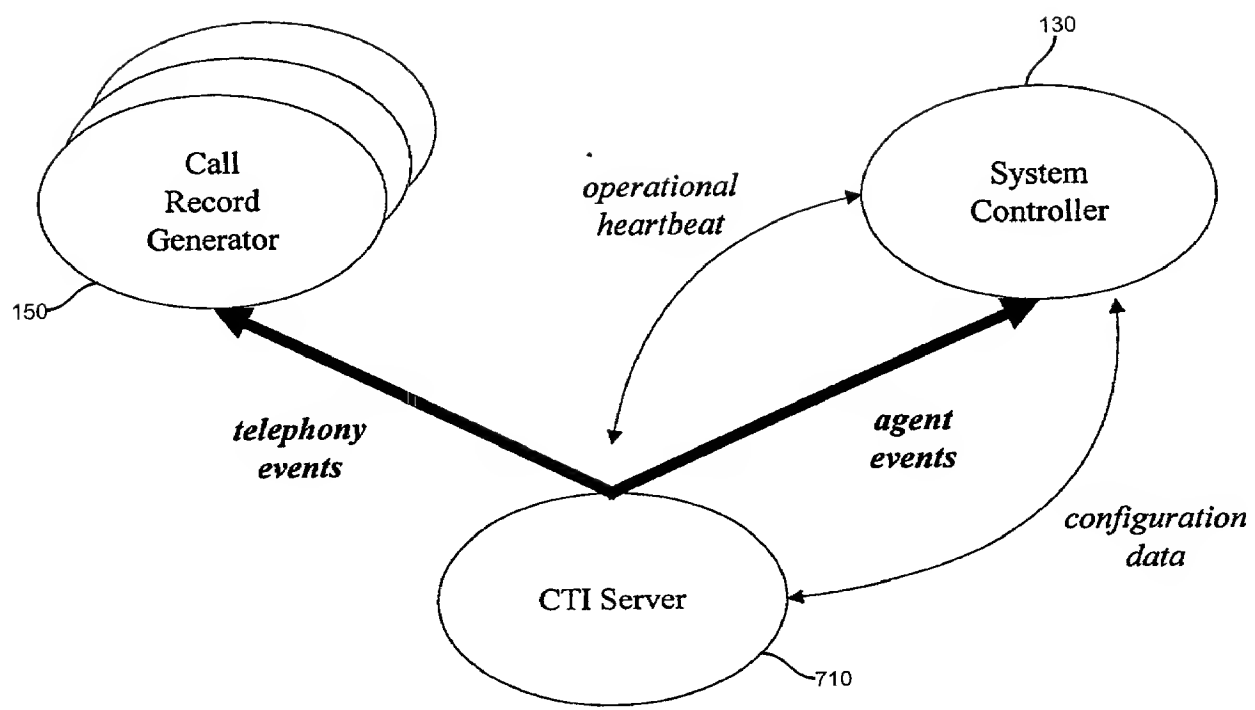 130
Call
Record
Generator
System
Controller
operational
heartbeat
150
telephony
events
agent
events
configuration
data
CTI Server
710